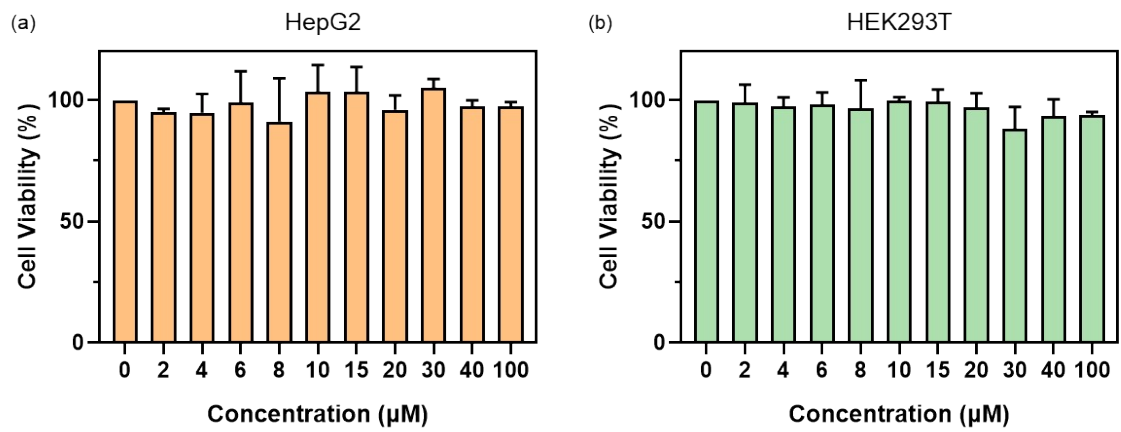 (a)
HepG2
Cell Viability (%)
100
50
0
0 2 4 6 8 10 15 20 30 40 100
Concentration (µM)
(b)
HEK293T
Cell Viability (%)
100
50
0
0 2 4 6 8 10 15 20 30 40 100
Concentration (µM)